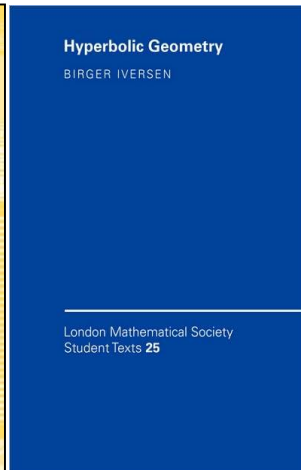 Hyperbolic Geometry
BIRGER IVERSEN
London Mathematical Society
Student Texts 25